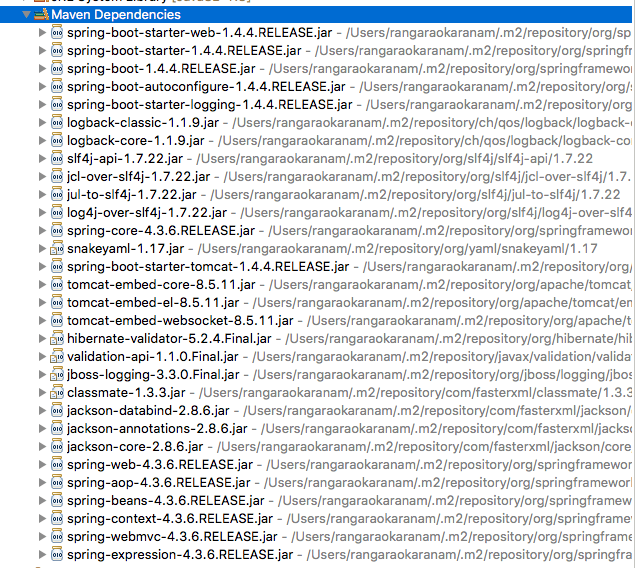 Maven Dependencies
spring-boot-starter-web-1.4.4.RELEASE.jar - /Users/rangaraokaranam/.m2/repository/org/sp
spring-boot-starter-1.4.4.RELEASE.jar - /Users/rangaraokaranam/.m2/repository/org/springf
spring-boot-1.4.4.RELEASE.jar - /Users/rangaraokaranam/.m2/repository/org/springframewor
spring-boot-autoconfigure-1.4.4.RELEASE.jar - /Users/rangaraokaranam/.m2/repository/org/
spring-boot-starter-logging-1.4.4.RELEASE.jar - /Users/rangaraokaranam/.m2/repository/org
logback-classic-1.1.9.jar - /Users/rangaraokaranam/.m2/repository/ch/qos/logback/logback-
logback-core-1.1.9.jar - /Users/rangaraokaranam/.m2/repository/ch/qos/logback/logback-co
slf4j-api-1.7.22.jar - /Users/rangaraokaranam/.m2/repository/org/slf4j/slf4j-api/1.7.22
jcl-over-slf4j-1.7.22.jar - /Users/rangaraokaranam/.m2/repository/org/slf4j/jcl-over-slf4j/1.7
jul-to-slf4j-1.7.22.jar - /Users/rangaraokaranam/.m2/repository/org/slf4j/jul-to-slf4j/1.7.22
log4j-over-slf4j-1.7.22.jar - /Users/rangaraokaranam/.m2/repository/org/slf4j/log4j-over-slf4
spring-core-4.3.6.RELEASE.jar - /Users/rangaraokaranam/.m2/repository/org/springframewor
snakeyaml-1.17.jar - /Users/rangaraokaranam/.m2/repository/org/yaml/snakeyaml/1.17
spring-boot-starter-tomcat-1.4.4.RELEASE.jar - /Users/rangaraokaranam/.m2/repository/org,
tomcat-embed-core-8.5.11.jar - /Users/rangaraokaranam/.m2/repository/org/apache/tomcat,
tomcat-embed-el-8.5.11.jar - /Users/rangaraokaranam/.m2/repository/org/apache/tomcat/en
tomcat-embed-websocket-8.5.11.jar - /Users/rangaraokaranam/.m2/repository/org/apache/t
hibernate-validator-5.2.4.Final.jar - /Users/rangaraokaranam/.m2/repository/org/hibernate/hil
validation-api-1.1.0.Final.jar - /Users/rangaraokaranam/.m2/repository/javax/validation/valida
jboss-logging-3.3.0.Final.jar - /Users/rangaraokaranam/.m2/repository/org/jboss/logging/jbos
classmate-1.3.3.jar - /Users/rangaraokaranam/.m2/repository/com/fasterxml/classmate/1.3.3
jackson-databind-2.8.6.jar - /Users/rangaraokaranam/.m2/repository/com/fasterxml/jackson/
jackson-annotations-2.8.6.jar - /Users/rangaraokaranam/.m2/repository/com/fasterxml/jacks
jackson-core-2.8.6.jar - /Users/rangaraokaranam/.m2/repository/com/fasterxml/jackson/core
spring-web-4.3.6.RELEASE.jar - /Users/rangaraokaranam/.m2/repository/org/springframewor
spring-aop-4.3.6.RELEASE.jar - /Users/rangaraokaranam/.m2/repository/org/springframewor
spring-beans-4.3.6.RELEASE.jar - /Users/rangaraokaranam/.m2/repository/org/springframew
spring-context-4.3.6.RELEASE.jar - /Users/rangaraokaranam/.m2/repository/org/springframe
spring-webmvc-4.3.6.RELEASE.jar - /Users/rangaraokaranam/.m2/repository/org/springfram
spring-expression-4.3.6.RELEASE.jar - /Users/rangaraokaranam/.m2/repository/org/springfra